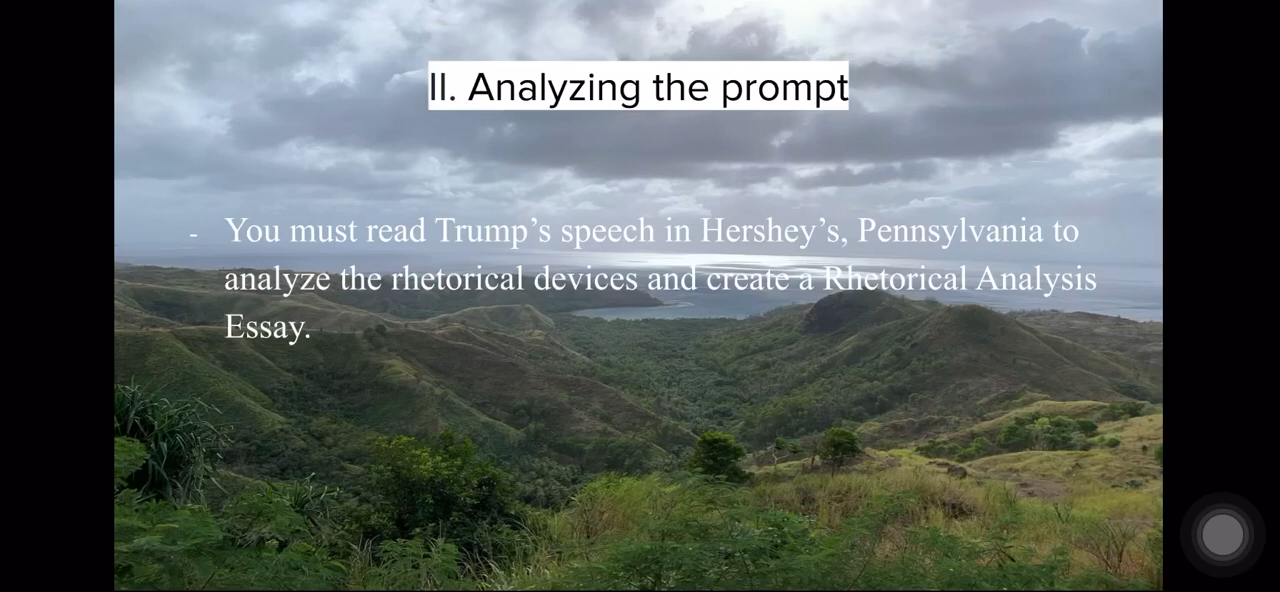 II. Analyzing the prompt
- You must read Trump’s speech in Hershey’s, Pennsylvania to
analyze the rhetorical devices and create a Rhetorical Analysis
Essay.